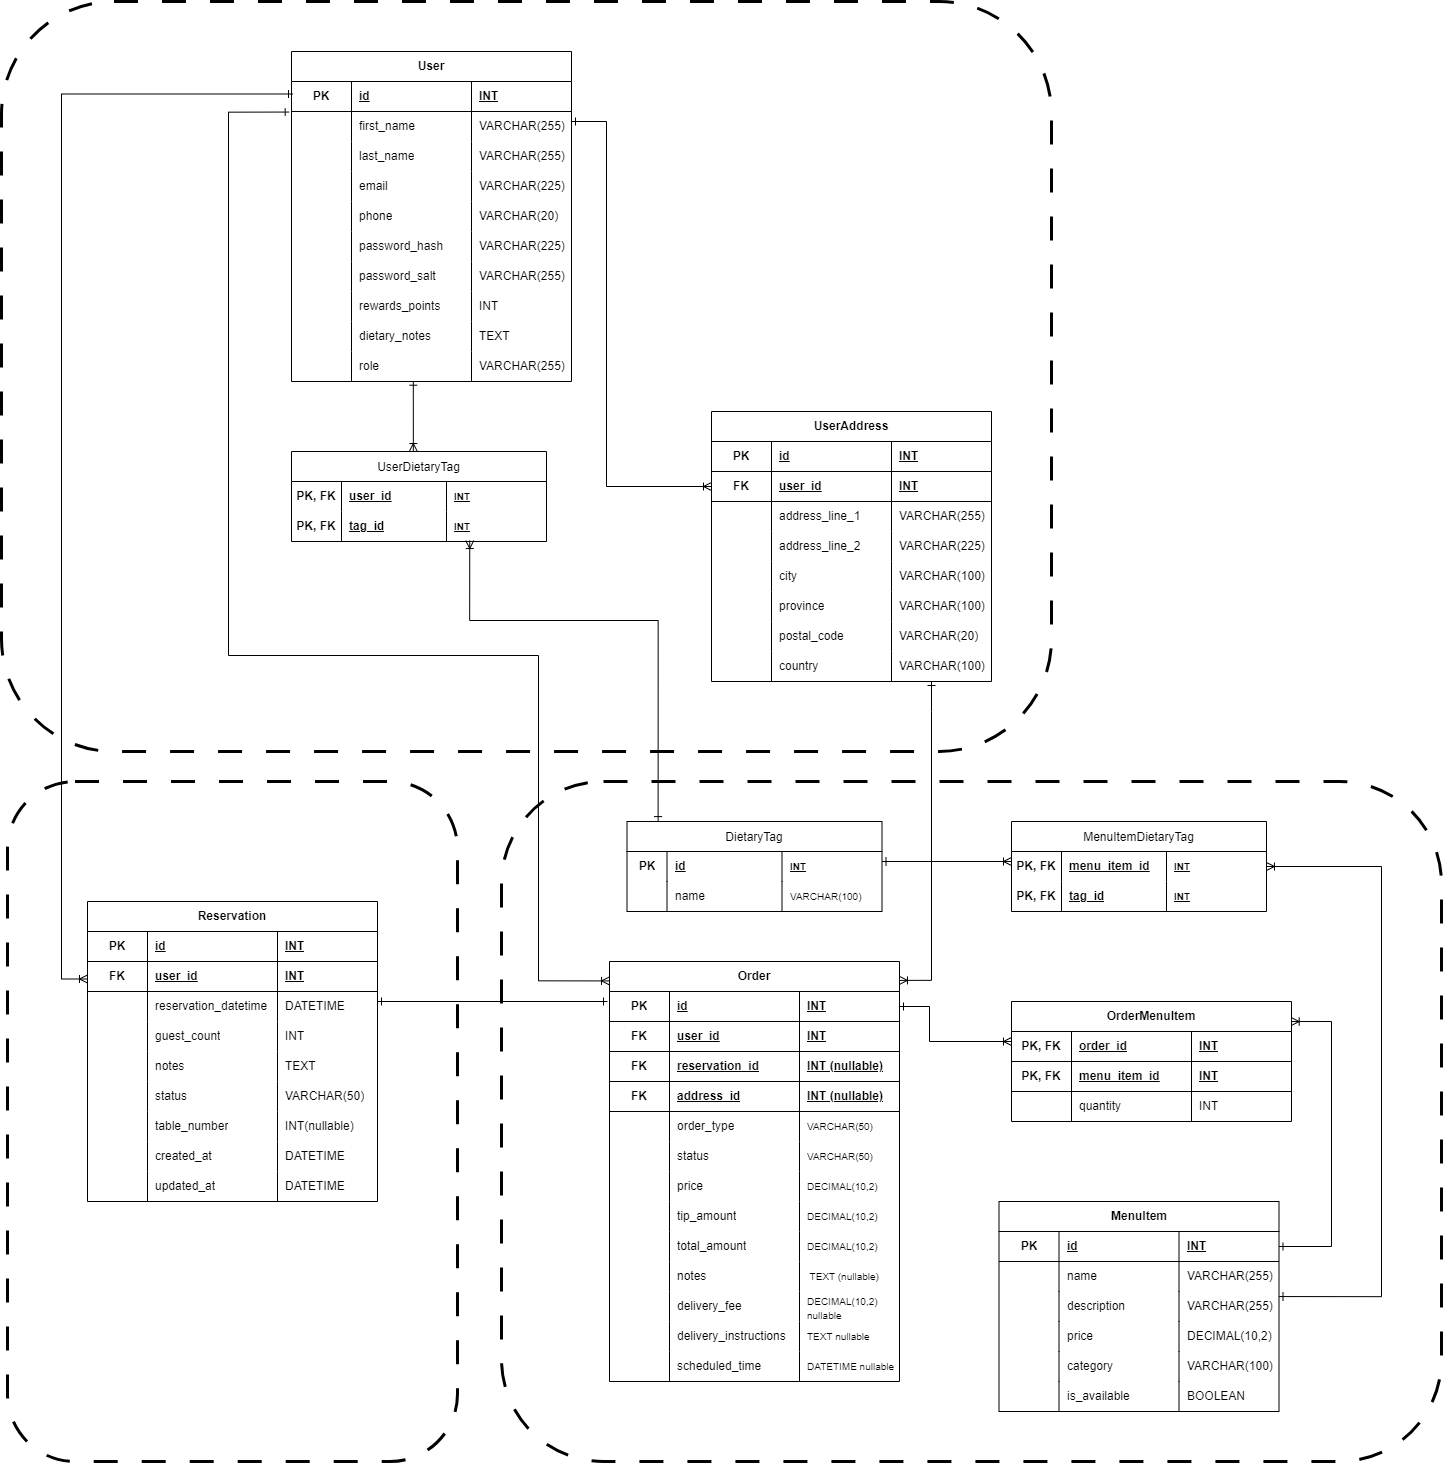 User
PK id INT
first_name VARCHAR(255)
last_name VARCHAR(255)
email VARCHAR(225)
phone VARCHAR(20)
password_hash VARCHAR(225)
password_salt VARCHAR(255)
rewards_points INT
dietary_notes TEXT
role VARCHAR(255)
UserDietaryTag
PK, FK user_id INT
PK, FK tag_id INT
UserAddress
PK id INT
FK user_id INT
address_line_1 VARCHAR(255)
address_line_2 VARCHAR(225)
city VARCHAR(100)
province VARCHAR(100)
postal_code VARCHAR(20)
country VARCHAR(100)
Reservation
PK id INT
FK user_id INT
reservation_datetime DATETIME
guest_count INT
notes TEXT
status VARCHAR(50)
table_number INT(nullable)
created_at DATETIME
updated_at DATETIME
DietaryTag
PK id INT
name VARCHAR(100)
MenuItemDietaryTag
PK, FK menu_item_id INT
PK, FK tag_id INT
Order
PK id INT
FK user_id INT
FK reservation_id INT (nullable)
FK address_id INT (nullable)
order_type VARCHAR(50)
status VARCHAR(50)
price DECIMAL(10,2)
tip_amount DECIMAL(10,2)
total_amount DECIMAL(10,2)
notes TEXT (nullable)
delivery_fee DECIMAL(10,2)
nullable
delivery_instructions TEXT nullable
scheduled_time DATETIME nullable
OrderMenuItem
PK, FK order_id INT
PK, FK menu_item_id INT
quantity INT
MenuItem
PK id INT
name VARCHAR(255)
description VARCHAR(255)
price DECIMAL(10,2)
category VARCHAR(100)
is_available BOOLEAN